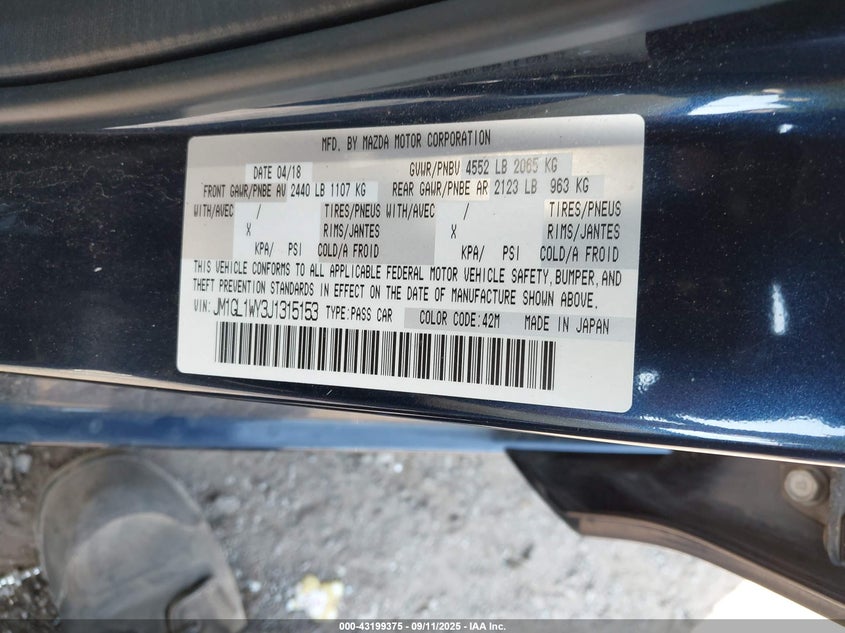 MFD. BY MAZDA MOTOR CORPORATION
DATE 04/18 GVWR/PNBV 4552 LB 2065 KG
FRONT GAWR/PNBE AV 2440 LB 1107 KG REAR GAWR/PNBE AR 2123 LB 963 KG
WITH/AVEC / TIRES/PNEUS WITH/AVEC / TIRES/PNEUS
X RIMS/JANTES X RIMS/JANTES
KPA/ PSI COLD/A FROID KPA/ PSI COLD/A FROID
THIS VEHICLE CONFORMS TO ALL APPLICABLE FEDERAL MOTOR VEHICLE SAFETY, BUMPER, AND
THEFT PREVENTION STANDARDS IN EFFECT ON THE DATE OF MANUFACTURE SHOWN ABOVE.
VIN: JM1GL1WY3J1315153 TYPE:PASS CAR COLOR CODE:42M MADE IN JAPAN
000-43199375 - 09/11/2025 - IAA Inc.